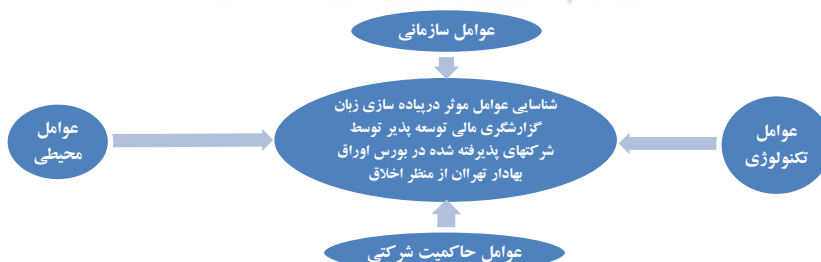 عوامل سازمانی
شناسایی عوامل موثر درپیاده سازی زبان
گزارشگری مالی توسعه پذیر توسط
شرکتهای پذیرفته شده در بورس اوراق
بهادار تهراان از منظر اخلاق
عوامل
تکنولوژی
عوامل
محیطی
عوامل حاکمیت شرکتی